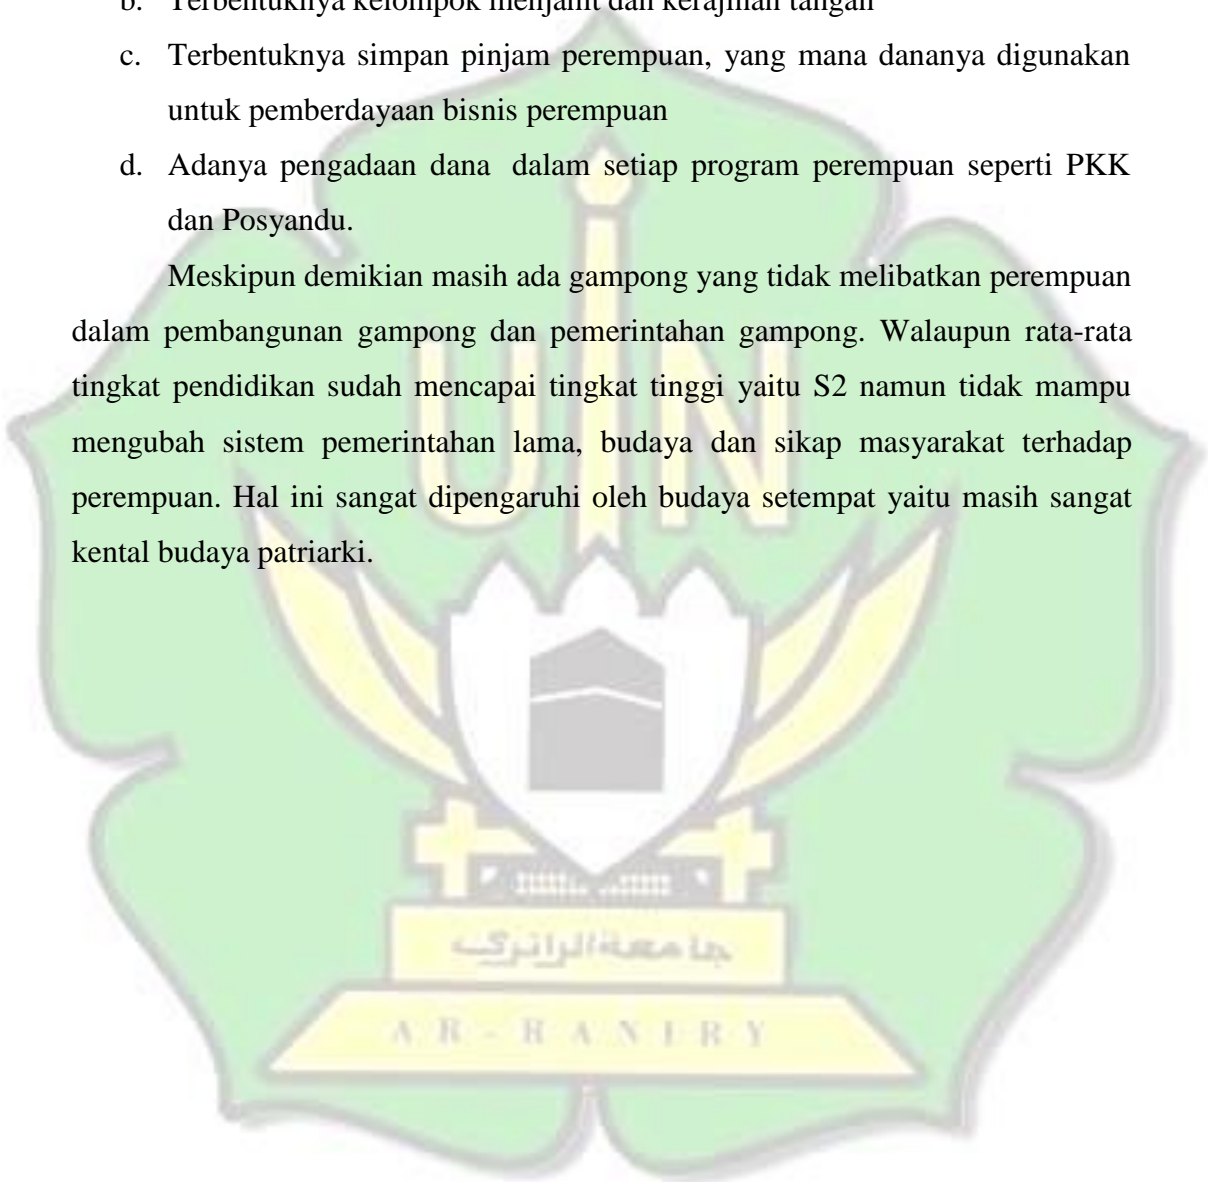 b. Terbentuknya kelompok menjahit dan kerajinan tangan
c. Terbentuknya simpan pinjam perempuan, yang mana dananya digunakan
untuk pemberdayaan bisnis perempuan
d. Adanya pengadaan dana dalam setiap program perempuan seperti PKK
dan Posyandu.
Meskipun demikian masih ada gampong yang tidak melibatkan perempuan
dalam pembangunan gampong dan pemerintahan gampong. Walaupun rata-rata
tingkat pendidikan sudah mencapai tingkat tinggi yaitu S2 namun tidak mampu
mengubah sistem pemerintahan lama, budaya dan sikap masyarakat terhadap
perempuan. Hal ini sangat dipengaruhi oleh budaya setempat yaitu masih sangat
kental budaya patriarki.
UIN
جامعة الرانري
AR-RANIRY